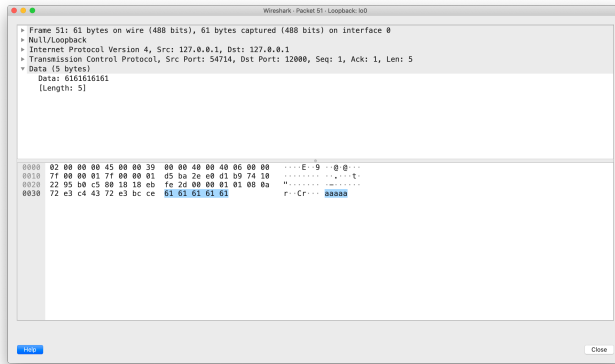 Wireshark · Packet 51 · Loopback: lo0
Frame 51: 61 bytes on wire (488 bits), 61 bytes captured (488 bits) on interface 0
Null/Loopback
Internet Protocol Version 4, Src: 127.0.0.1, Dst: 127.0.0.1
Transmission Control Protocol, Src Port: 54714, Dst Port: 12000, Seq: 1, Ack: 1, Len: 5
Data (5 bytes)
Data: 6161616161
[Length: 5]
0000 02 00 00 00 45 00 00 39 00 00 40 00 40 06 00 00 ····E··9 ··@·@···
0010 7f 00 00 01 7f 00 00 01 d5 ba 2e e0 d1 b9 74 10 ········ ··.···t·
0020 22 95 b0 c5 80 18 18 eb fe 2d 00 00 01 01 08 0a "······· ·-······
0030 72 e3 c4 43 72 e3 bc ce 61 61 61 61 61 r··Cr··· aaaaa
Help
Close